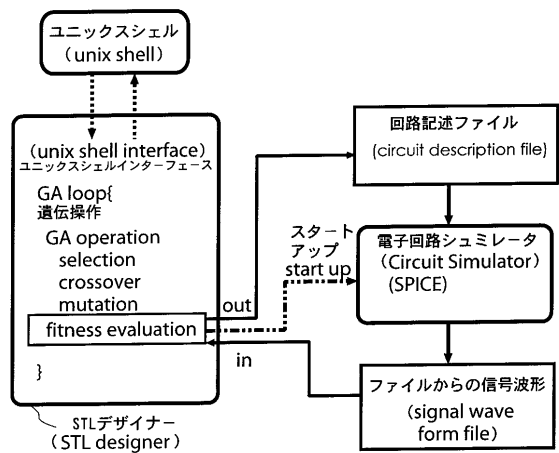 ユニックスシェル
(unix shell)
(unix shell interface)
ユニックスシェルインターフェース
GA loop{
遺伝操作
GA operation
selection
crossover
mutation
fitness evaluation
}
STLデザイナー
(STL designer)
out
in
スタート
アップ
start up
回路記述ファイル
(circuit description file)
電子回路シュミレータ
(Circuit Simulator)
(SPICE)
ファイルからの信号波形
(signal wave
form file)